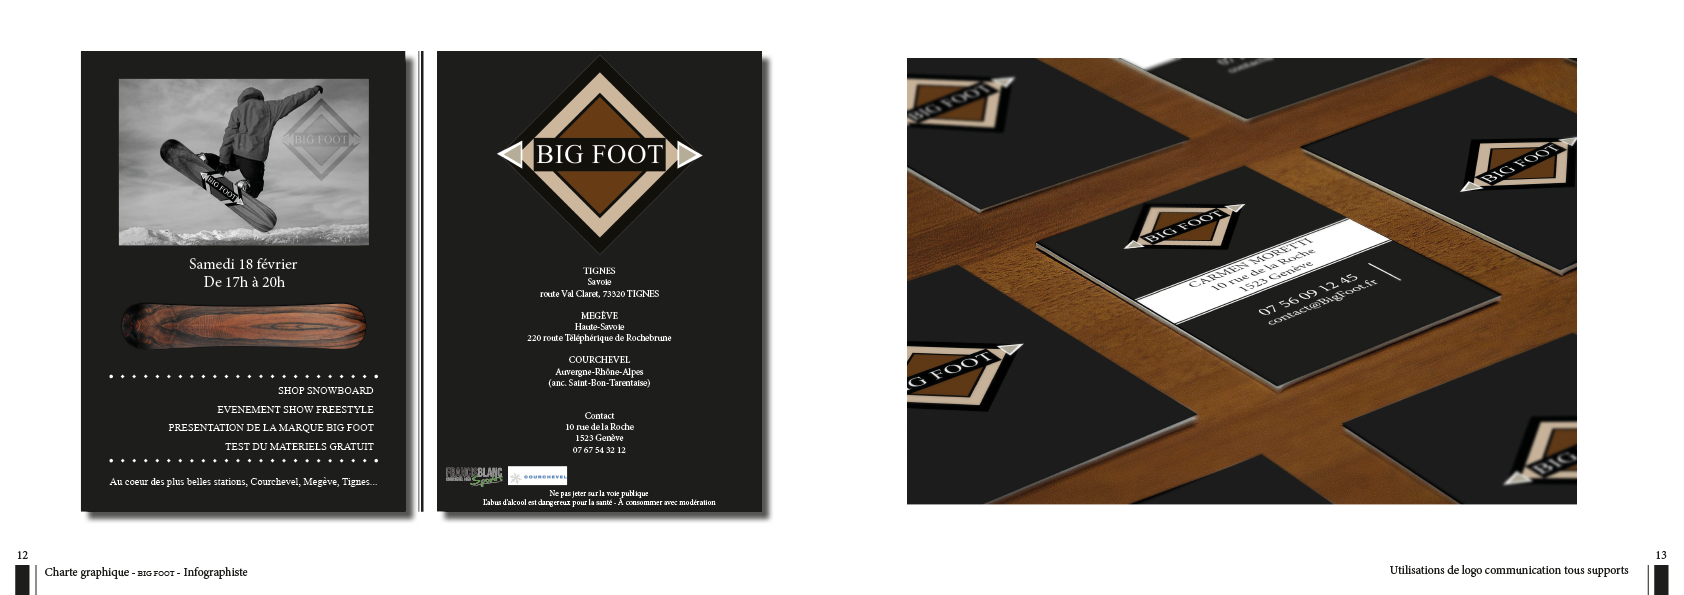 BIG FOOT
BIG FOOT
Samedi 18 février
De 17h à 20h
SHOP SNOWBOARD
EVENEMENT SHOW FREESTYLE
PRESENTATION DE LA MARQUE BIG FOOT
TEST DU MATERIELS GRATUIT
Au coeur des plus belles stations, Courchevel, Megève, Tignes...
BIG FOOT
TIGNES
Savoie
route Val Claret, 73320 TIGNES
MEGÈVE
Haute-Savoie
220 route Téléphérique de Rochebrune
COURCHEVEL
Auvergne-Rhône-Alpes
(anc. Saint-Bon-Tarentaise)
Contact
10 rue de la Roche
1523 Genève
07 67 54 32 12
FRANCISBLANC
Sports
COURCHEVEL
Ne pas jeter sur la voie publique
L'abus d'alcool est dangereux pour la santé - À consommer avec modération
BIG FOOT
BIG FOOT
BIG FOOT
CARMEN MORETTI
10 rue de la Roche
1523 Genève
07 56 09 12 45
contact@BigFoot.fr
G FOOT
BIG FOO
12
Charte graphique - BIG FOOT - Infographiste
13
Utilisations de logo communication tous supports